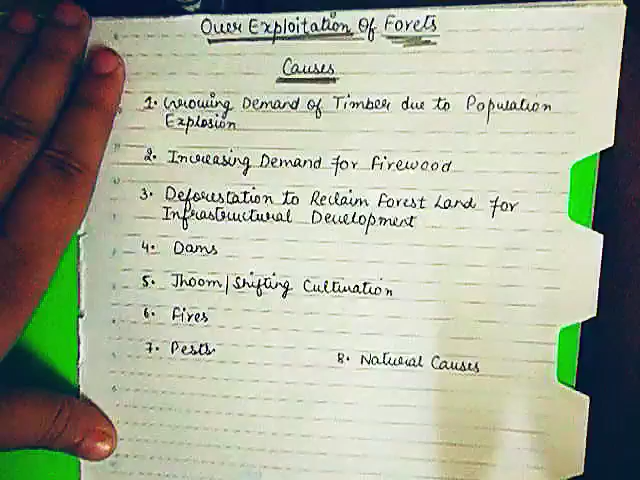 Over Exploitation Of Forets
Causes
1. Growing Demand of Timber due to Population
Explosion
2. Increasing Demand for Firewood
3. Deforestation to Reclaim Forest Land for
Infrastructural Development
4. Dams
5. Jhoom/Shifting Cultivation
6. Fires
7. Pests
8. Natural Causes